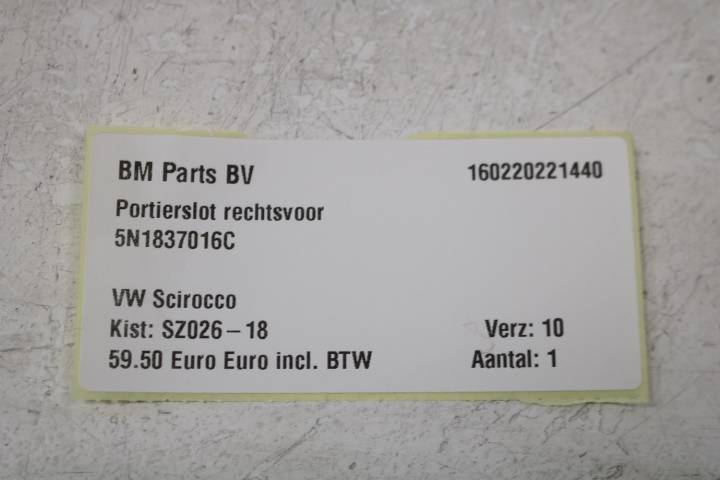 BM Parts BV 160220221440
Portierslot rechtsvoor
5N1837016C
VW Scirocco
Kist: SZ026-18 Verz: 10
59.50 Euro Euro incl. BTW Aantal: 1